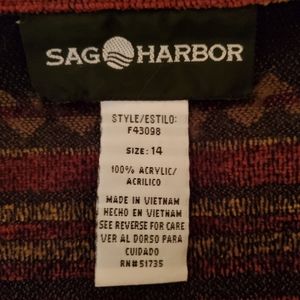 SAG HARBOR
STYLE/ESTILO:
F43098
SIZE: 14
100% ACRYLIC/
ACRILICO
MADE IN VIETNAM
HECHO EN VIETNAM
SEE REVERSE FOR CARE
VER AL DORSO PARA
CUIDADO
RN#51735